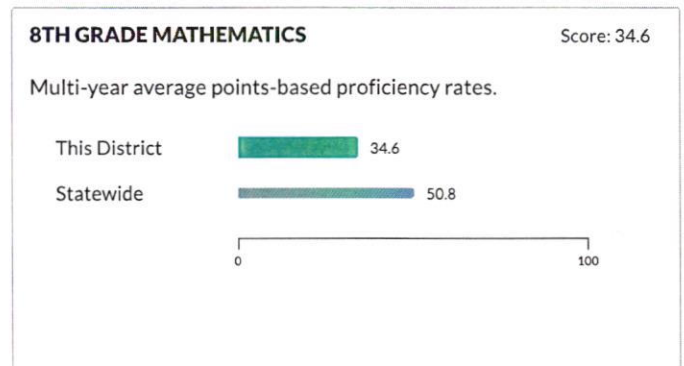 8TH GRADE MATHEMATICS Score: 34.6
Multi-year average points-based proficiency rates.
This District 34.6
Statewide 50.8
0 100